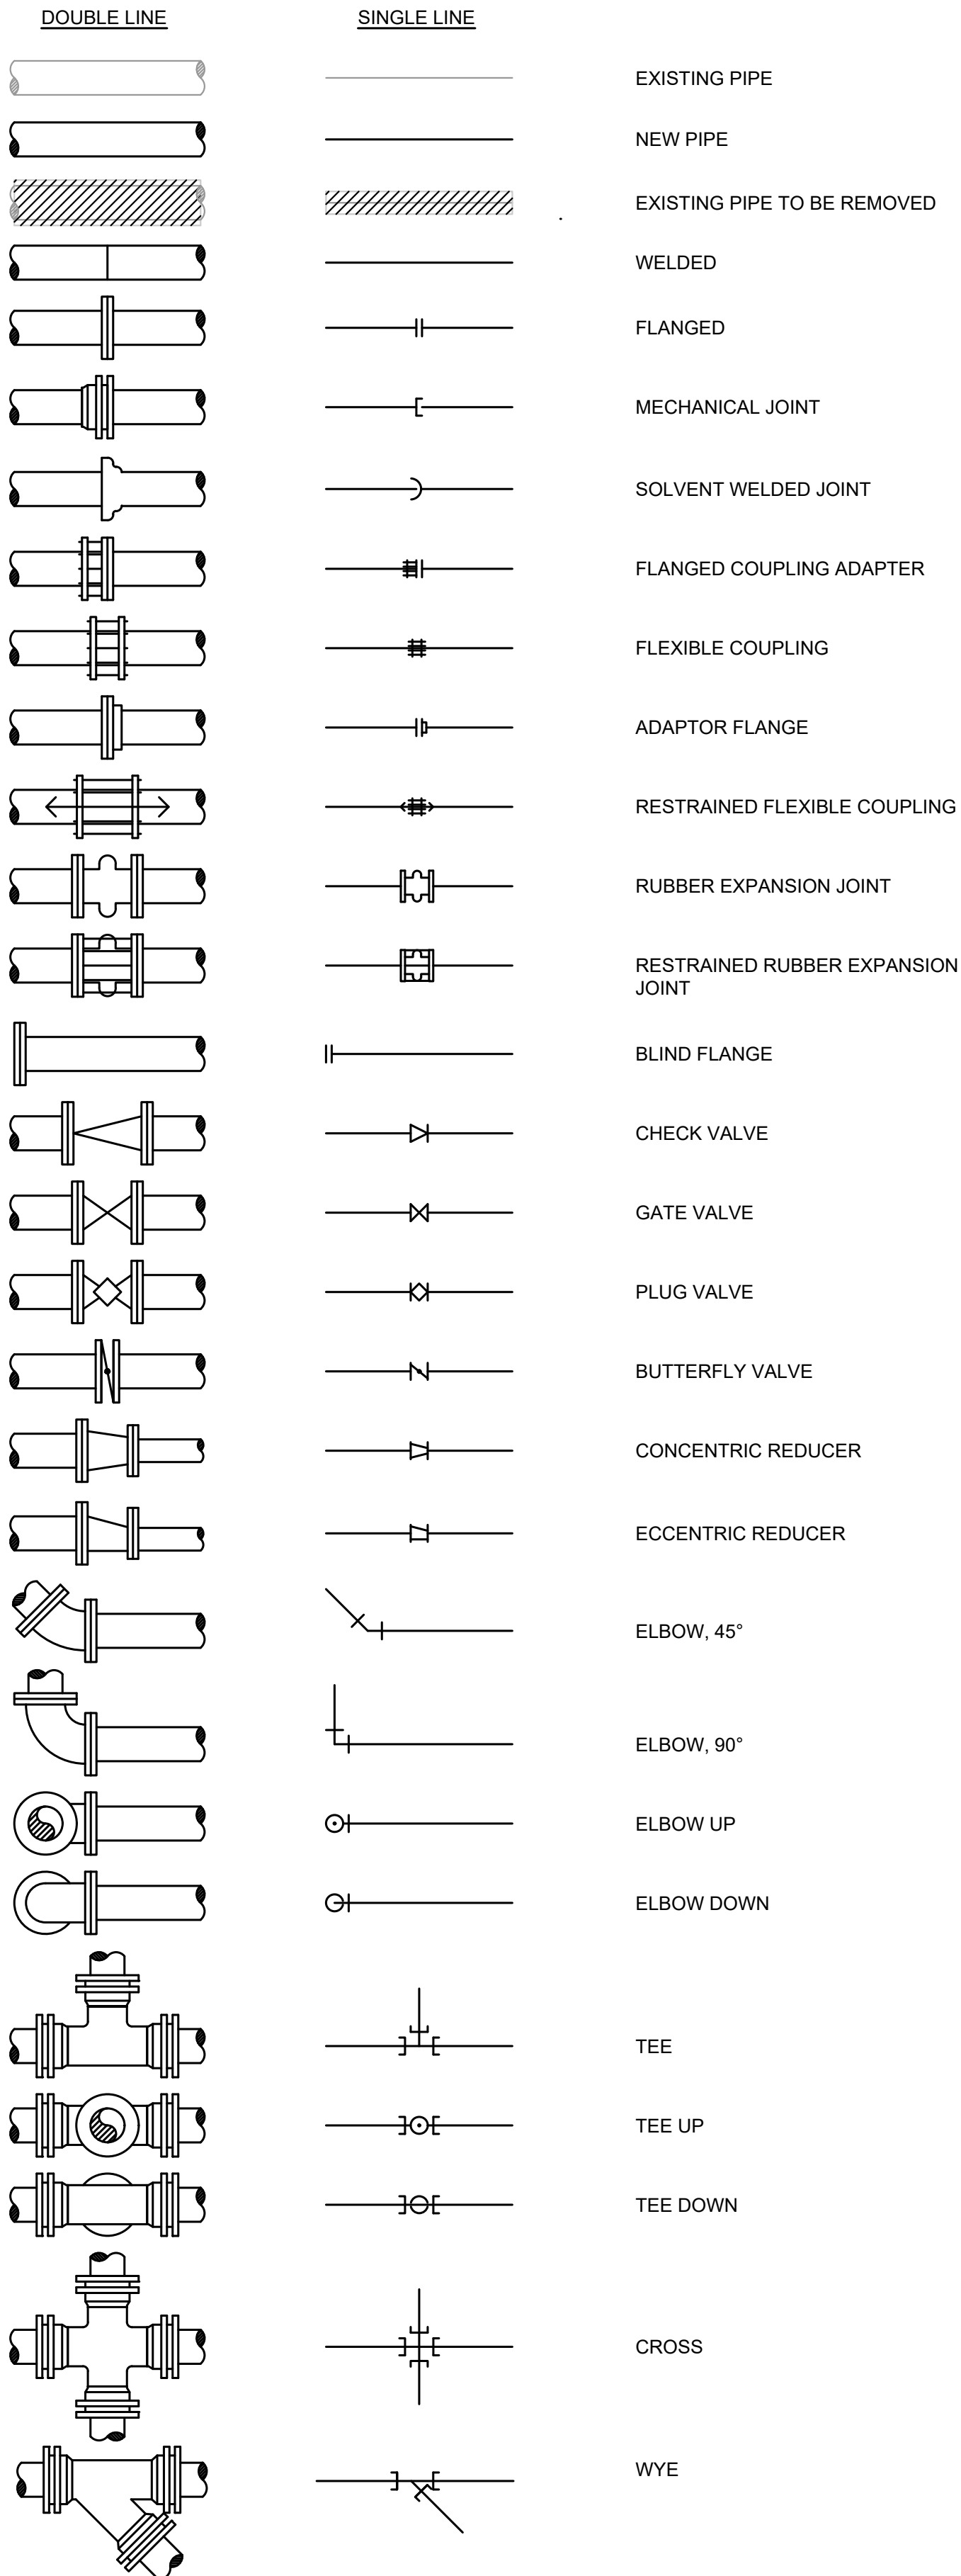 DOUBLE LINE
SINGLE LINE
EXISTING PIPE
NEW PIPE
EXISTING PIPE TO BE REMOVED
WELDED
FLANGED
MECHANICAL JOINT
SOLVENT WELDED JOINT
FLANGED COUPLING ADAPTER
FLEXIBLE COUPLING
ADAPTOR FLANGE
RESTRAINED FLEXIBLE COUPLING
RUBBER EXPANSION JOINT
RESTRAINED RUBBER EXPANSION
JOINT
BLIND FLANGE
CHECK VALVE
GATE VALVE
PLUG VALVE
BUTTERFLY VALVE
CONCENTRIC REDUCER
ECCENTRIC REDUCER
ELBOW, 45°
ELBOW, 90°
ELBOW UP
ELBOW DOWN
TEE
TEE UP
TEE DOWN
CROSS
WYE